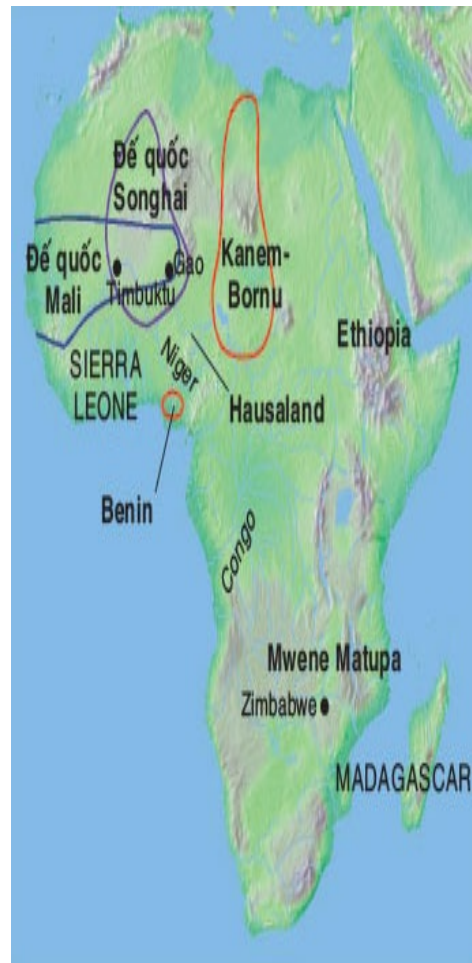 Đế quốc
Songhai
Đế quốc
Mali
Gao
Timbuktu
Kanem-
Bornu
Ethiopia
SIERRA
LEONE
Niger
Hausaland
Benin
Congo
Mwene Matupa
Zimbabwe
MADAGASCAR